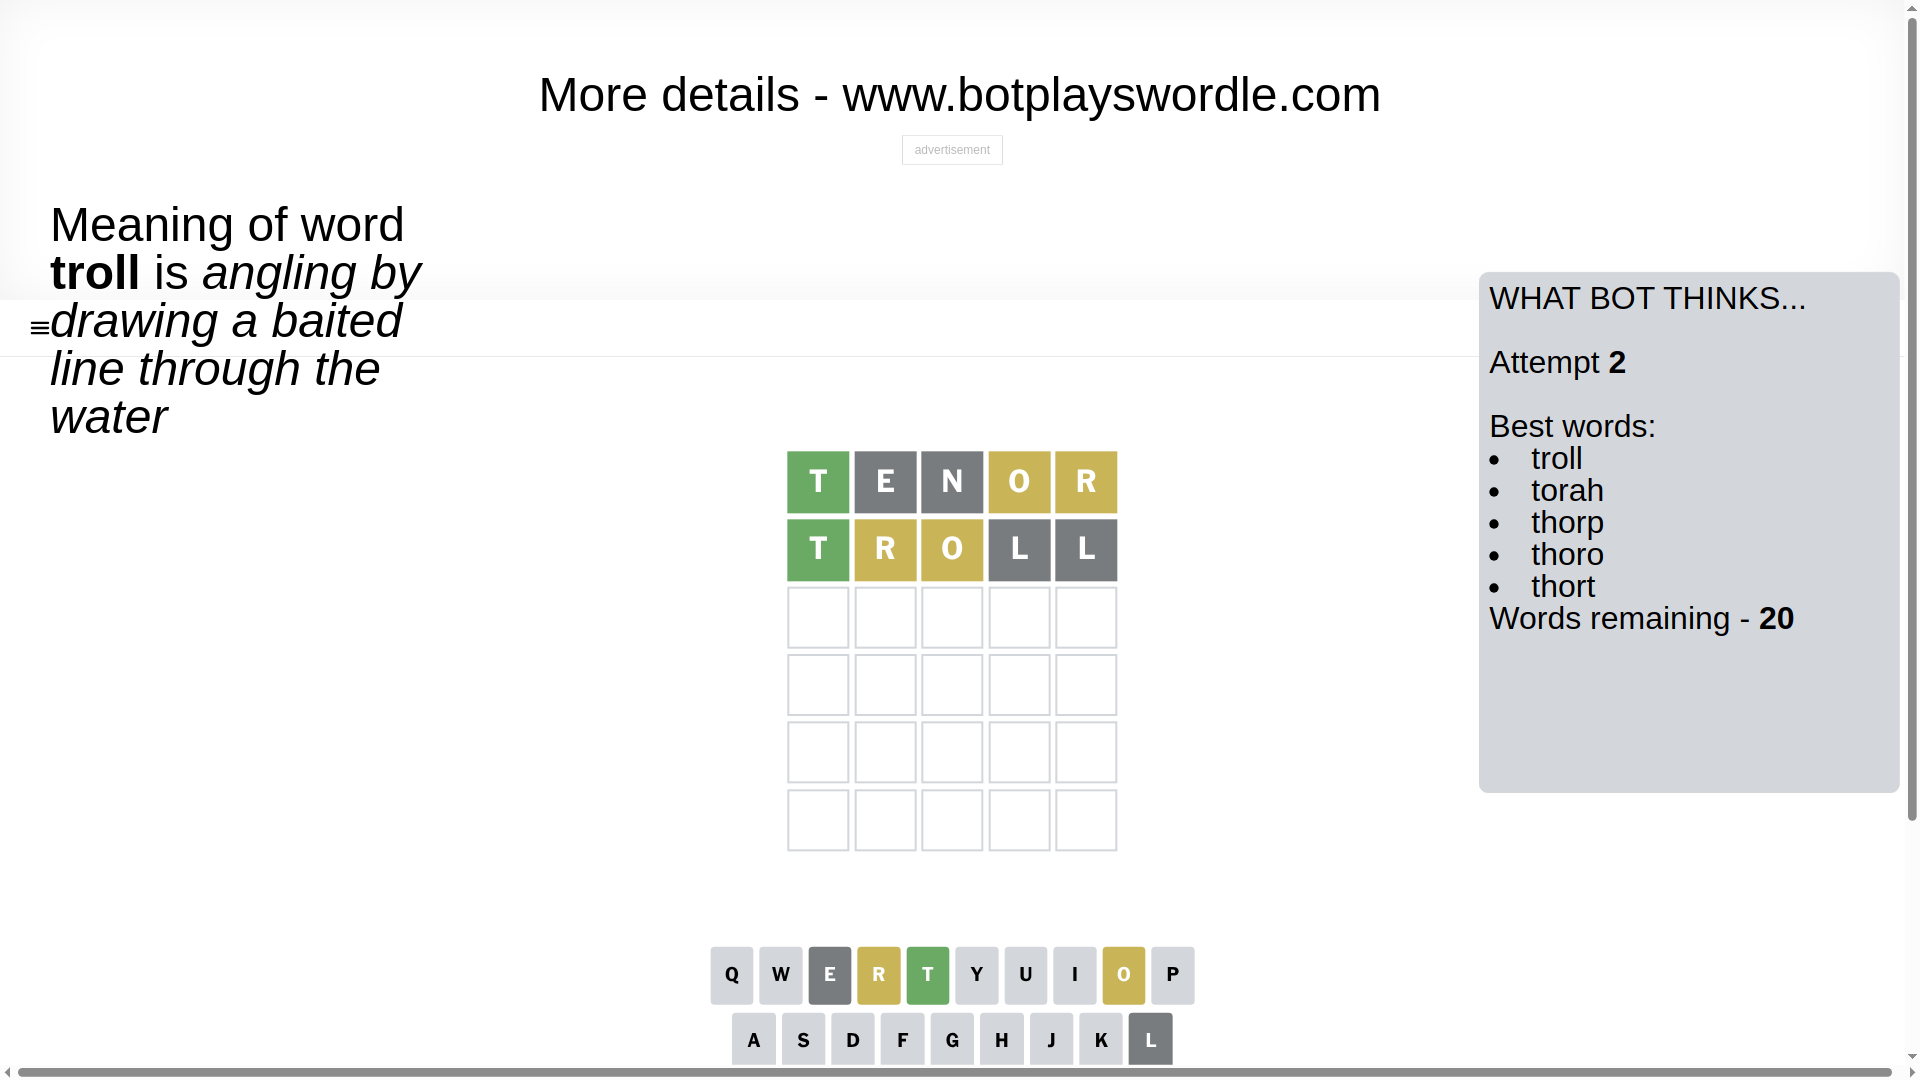 More details - www.botplayswordle.com
advertisement
Meaning of word
troll is angling by
drawing a baited
line through the
water
WHAT BOT THINKS...
Attempt 2
Best words:
• troll
• torah
• thorp
• thoro
• thort
Words remaining - 20
T E N O R
T R O L L
Q W E R T Y U I O P
A S D F G H J K L